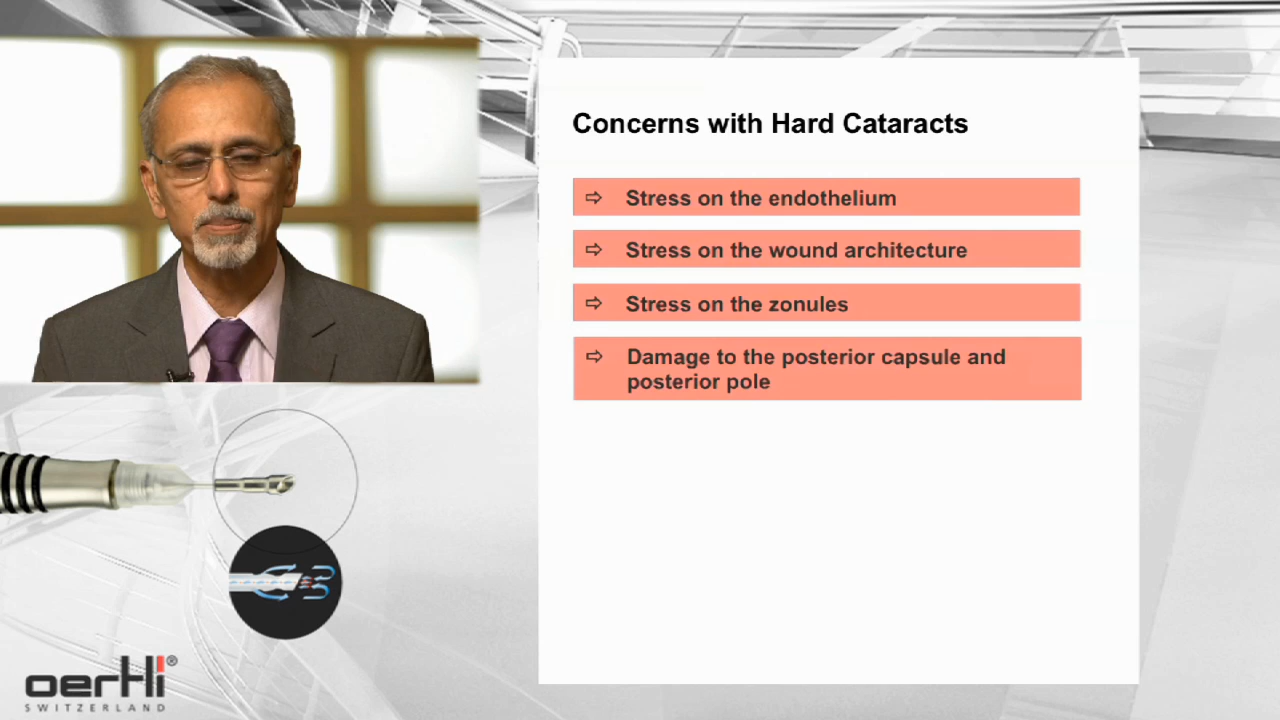 Concerns with Hard Cataracts
⇨ Stress on the endothelium
⇨ Stress on the wound architecture
⇨ Stress on the zonules
⇨ Damage to the posterior capsule and
posterior pole
oertli®
SWITZERLAND